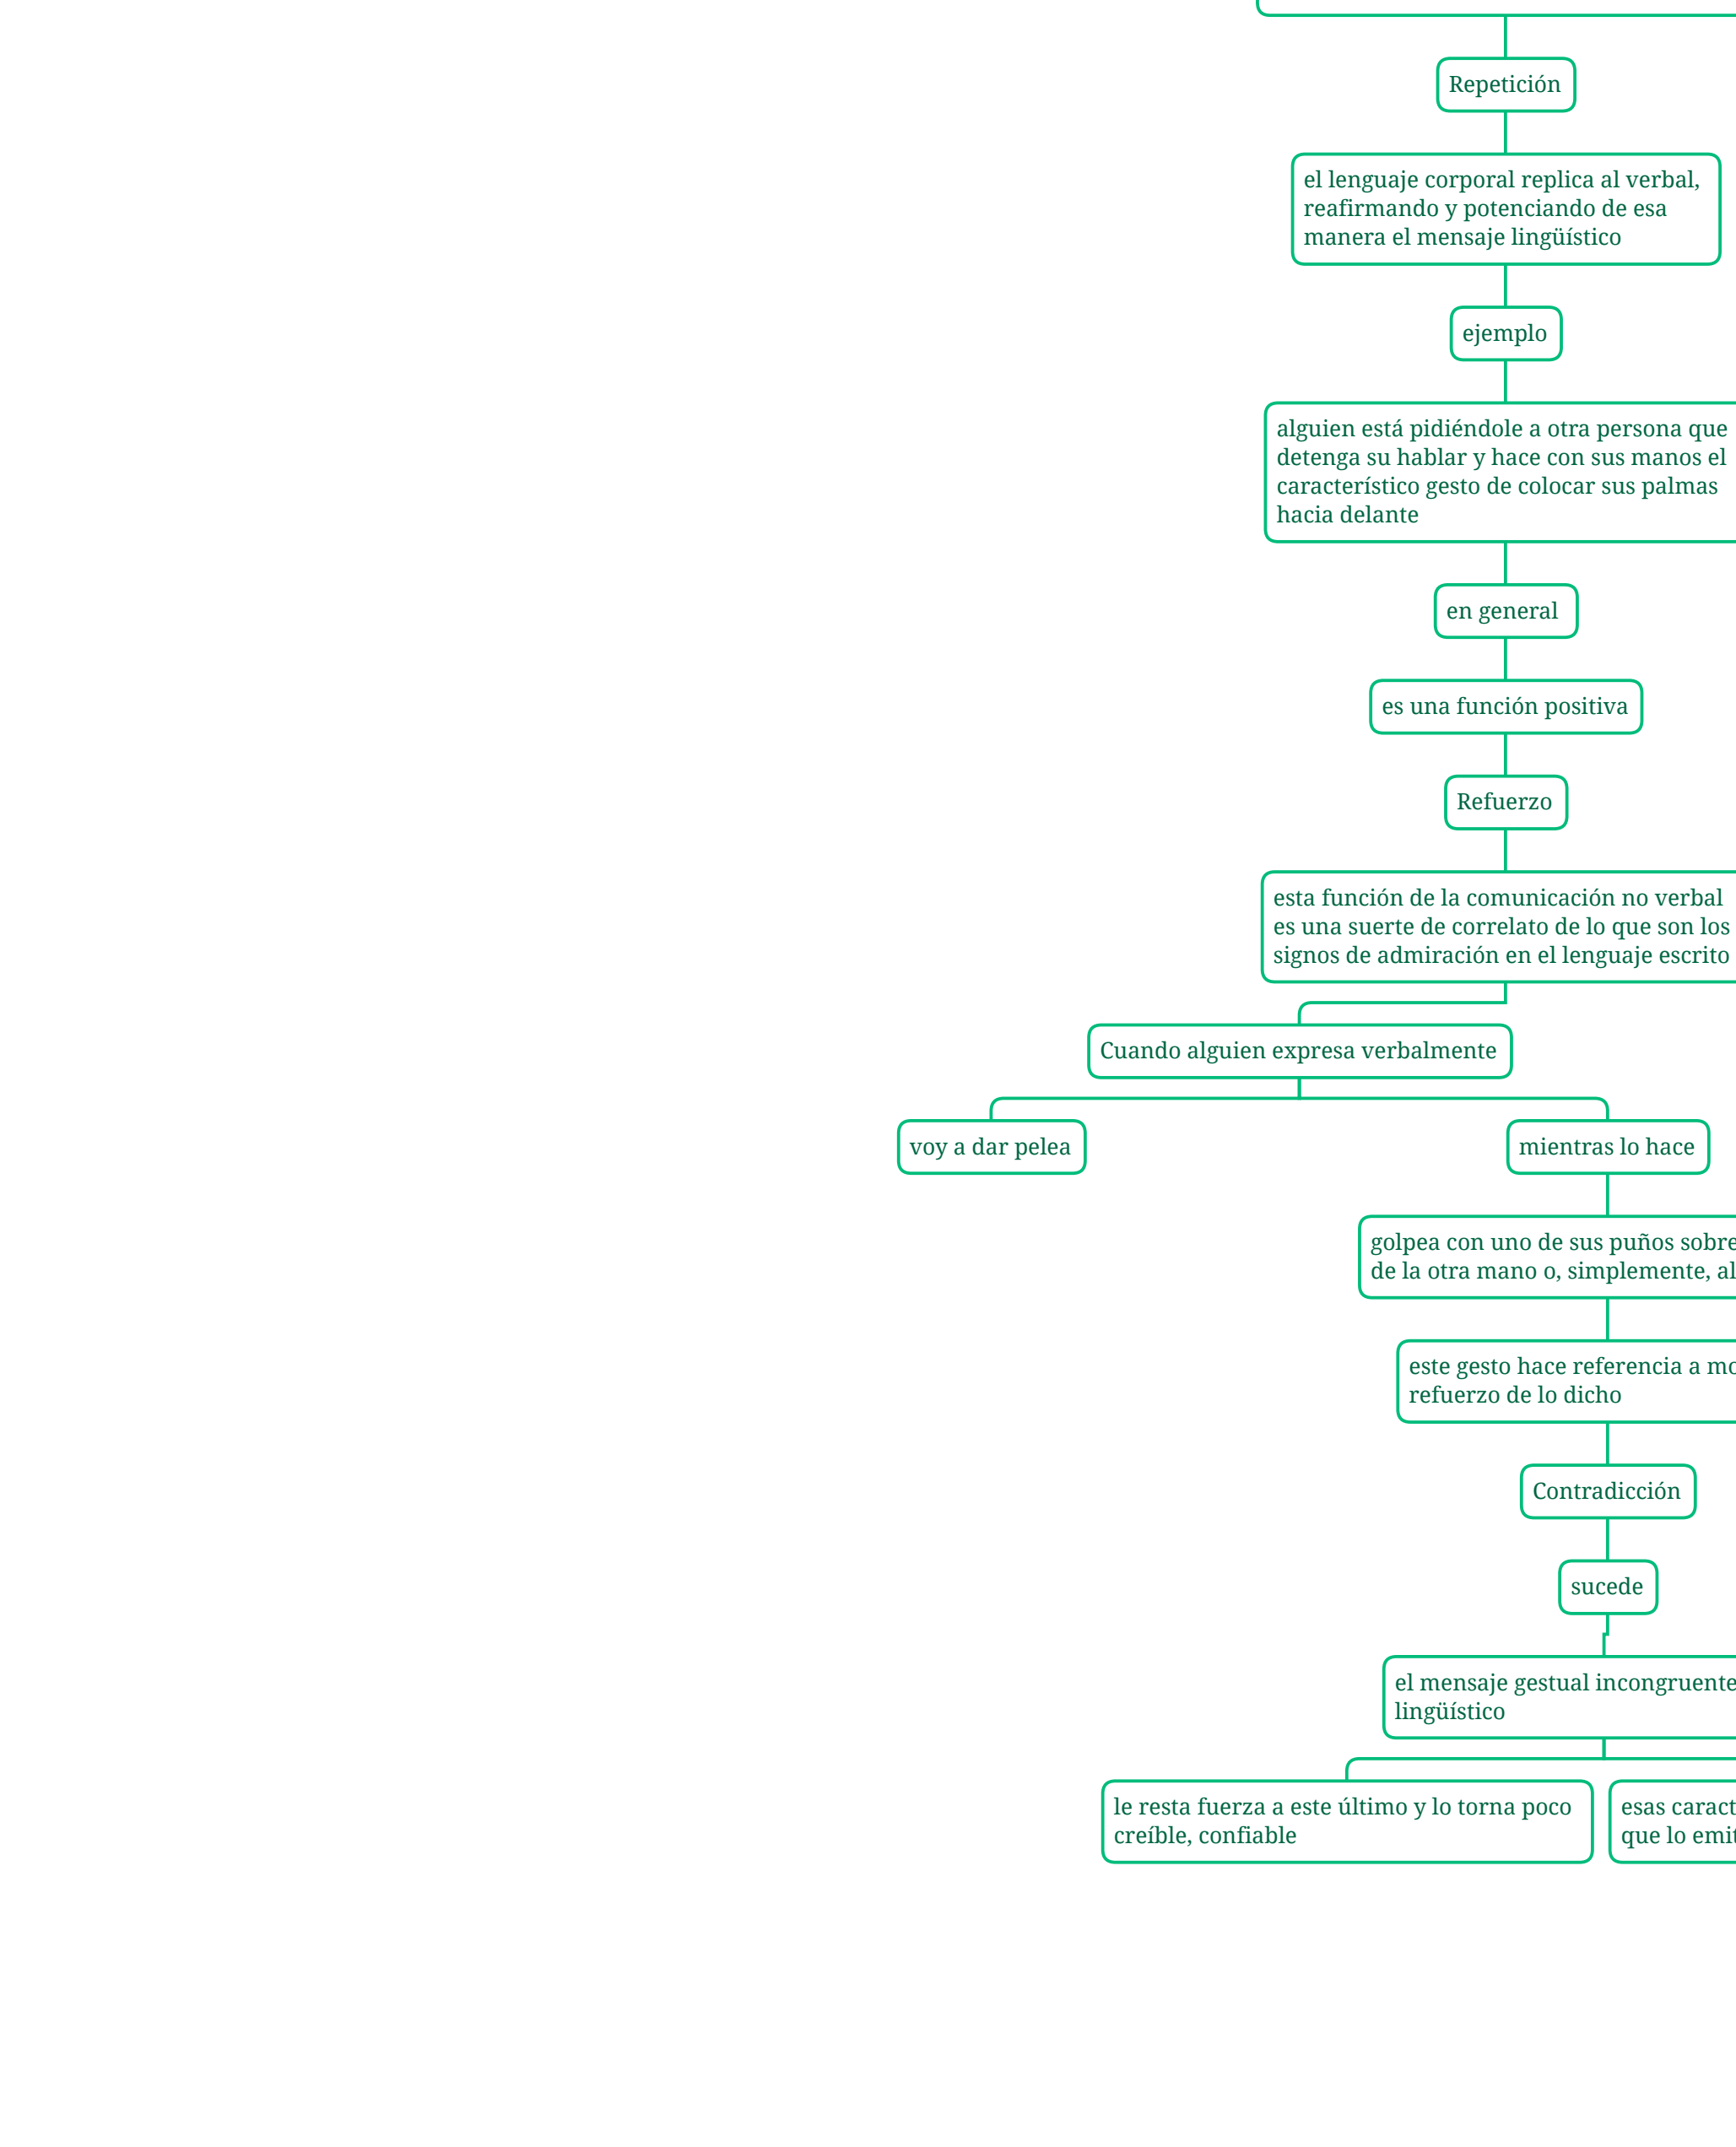 Repetición
el lenguaje corporal replica al verbal,
reafirmando y potenciando de esa
manera el mensaje lingüístico
ejemplo
alguien está pidiéndole a otra persona que
detenga su hablar y hace con sus manos el
característico gesto de colocar sus palmas
hacia delante
en general
es una función positiva
Refuerzo
esta función de la comunicación no verbal
es una suerte de correlato de lo que son los
signos de admiración en el lenguaje escrito
Cuando alguien expresa verbalmente
voy a dar pelea
mientras lo hace
golpea con uno de sus puños sobre
de la otra mano o, simplemente,
este gesto hace referencia a
refuerzo de lo dicho
Contradicción
sucede
el mensaje gestual incongruente
lingüístico
le resta fuerza a este último y lo torna poco
creíble, confiable
esas
que lo